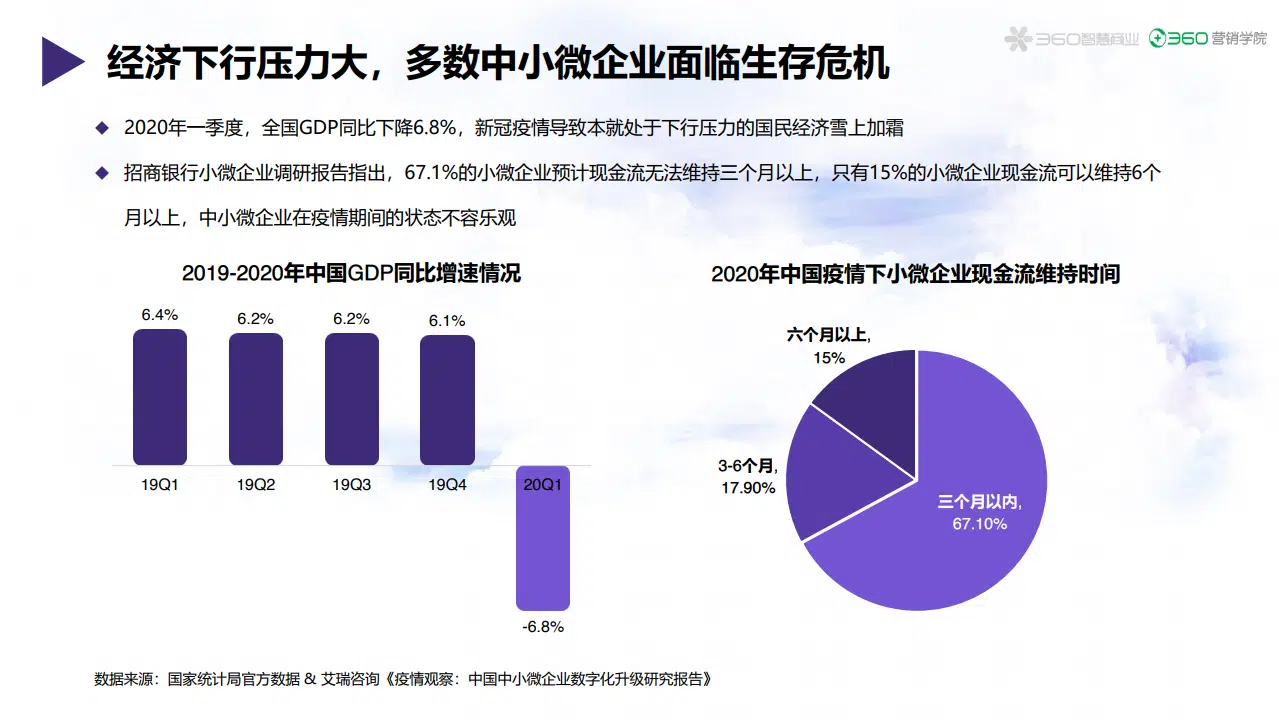 经济下行压力大，多数中小微企业面临生存危机
360智慧商业
360 营销学院
2020年一季度，全国GDP同比下降6.8%，新冠疫情导致本就处于下行压力的国民经济雪上加霜
招商银行小微企业调研报告指出，67.1%的小微企业预计现金流无法维持三个月以上，只有15%的小微企业现金流可以维持6个
月以上，中小微企业在疫情期间的状态不容乐观
2019-2020年中国GDP同比增速情况
6.4%
6.2%
6.2%
6.1%
19Q1
19Q2
19Q3
19Q4
20Q1
-6.8%
2020年中国疫情下小微企业现金流维持时间
六个月以上,
15%
3-6个月,
17.90%
三个月以内,
67.10%
数据来源：国家统计局官方数据 & 艾瑞咨询《疫情观察：中国中小微企业数字化升级研究报告》